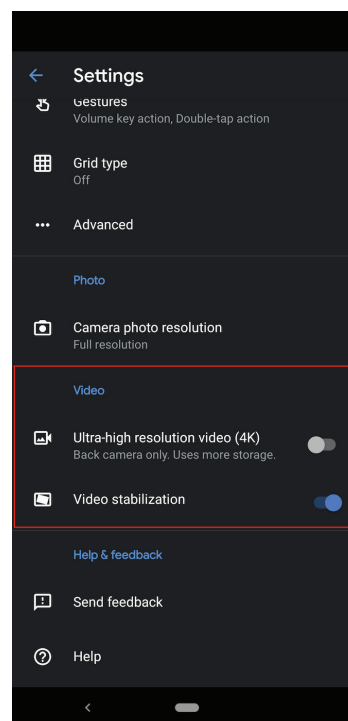 Settings
Gestures
Volume key action, Double-tap action
Grid type
Off
Advanced
Photo
Camera photo resolution
Full resolution
Video
Ultra-high resolution video (4K)
Back camera only. Uses more storage.
Video stabilization
Help & feedback
Send feedback
Help